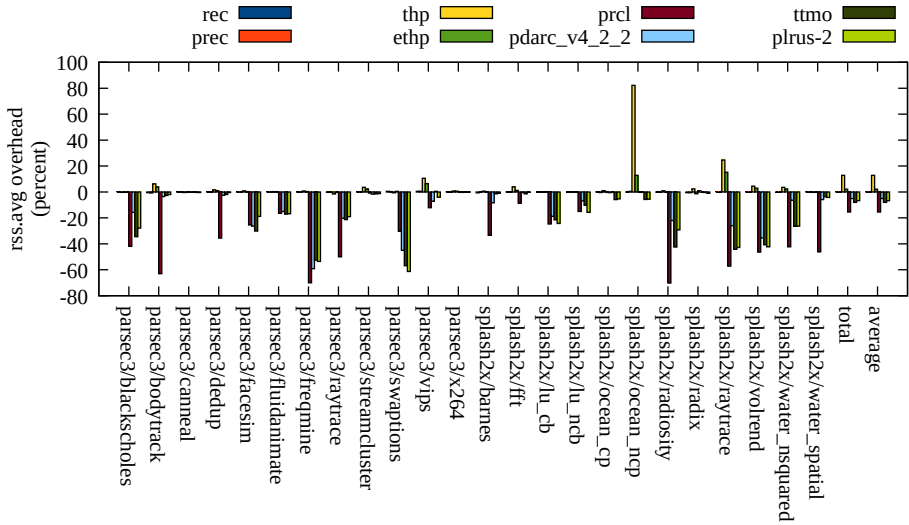 rec thp prcl ttmo
prec ethp pdarc_v4_2_2 plrus-2
rss.avg overhead
(percent)
100
80
60
40
20
0
-20
-40
-60
-80
parsec3/blackscholes
parsec3/bodytrack
parsec3/canneal
parsec3/dedup
parsec3/facesim
parsec3/fluidanimate
parsec3/freqmine
parsec3/raytrace
parsec3/streamcluster
parsec3/swaptions
parsec3/vips
parsec3/x264
splash2x/barnes
splash2x/fft
splash2x/lu_cb
splash2x/lu_ncb
splash2x/ocean_cp
splash2x/ocean_ncp
splash2x/radiosity
splash2x/radix
splash2x/raytrace
splash2x/volrend
splash2x/water_nsquared
splash2x/water_spatial
total
average